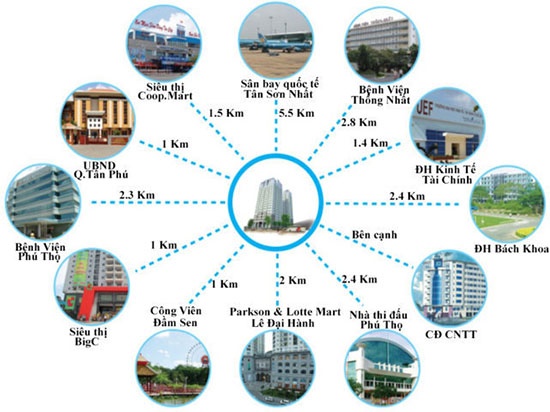 Siêu thị
Coop.Mart
Sân bay quốc tế
Tân Sơn Nhất
Bệnh Viện
Thống Nhất
1.5 Km
5.5 Km
2.8 Km
UEF
UBND
Q.Tân Phú
1 Km
1.4 Km
ĐH Kinh Tế
Tài Chính
2.3 Km
2.4 Km
Bệnh Viện
Phú Thọ
ĐH Bách Khoa
1 Km
Bên cạnh
Siêu thị
BigC
1 Km
2 Km
2.4 Km
CĐ CNTT
Công Viên
Đầm Sen
Parkson & Lotte Mart
Lê Đại Hành
Nhà thi đấu
Phú Thọ